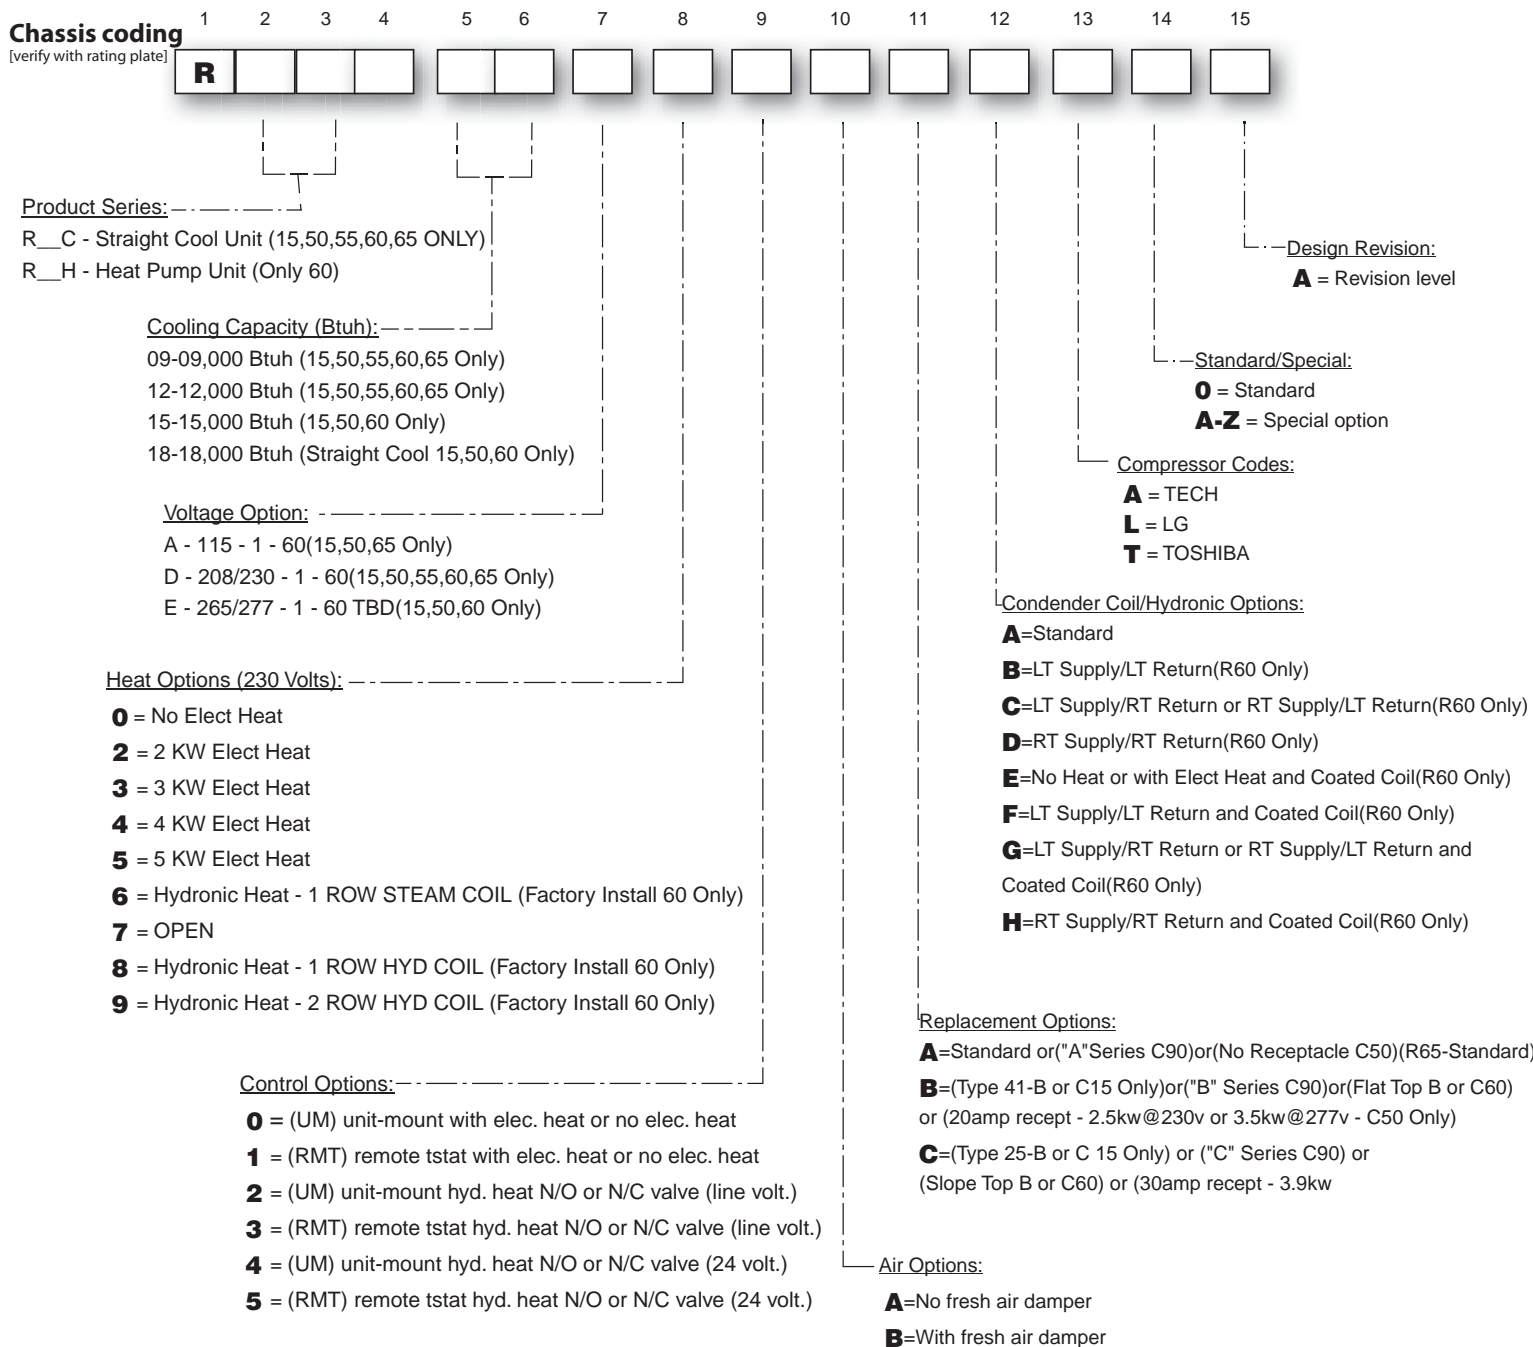 1 2 3 4 5 6 7 8 9 10 11 12 13 14 15
Chassis coding
[verify with rating plate]
R
Product Series:
R__C - Straight Cool Unit (15,50,55,60,65 ONLY)
R__H - Heat Pump Unit (Only 60)
Cooling Capacity (Btuh):
09-09,000 Btuh (15,50,55,60,65 Only)
12-12,000 Btuh (15,50,55,60,65 Only)
15-15,000 Btuh (15,50,60 Only)
18-18,000 Btuh (Straight Cool 15,50,60 Only)
Voltage Option:
A - 115 - 1 - 60(15,50,65 Only)
D - 208/230 - 1 - 60(15,50,55,60,65 Only)
E - 265/277 - 1 - 60 TBD(15,50,60 Only)
Heat Options (230 Volts):
0 = No Elect Heat
2 = 2 KW Elect Heat
3 = 3 KW Elect Heat
4 = 4 KW Elect Heat
5 = 5 KW Elect Heat
6 = Hydronic Heat - 1 ROW STEAM COIL (Factory Install 60 Only)
7 = OPEN
8 = Hydronic Heat - 1 ROW HYD COIL (Factory Install 60 Only)
9 = Hydronic Heat - 2 ROW HYD COIL (Factory Install 60 Only)
Control Options:
0 = (UM) unit-mount with elec. heat or no elec. heat
1 = (RMT) remote tstat with elec. heat or no elec. heat
2 = (UM) unit-mount hyd. heat N/O or N/C valve (line volt.)
3 = (RMT) remote tstat hyd. heat N/O or N/C valve (line volt.)
4 = (UM) unit-mount hyd. heat N/O or N/C valve (24 volt.)
5 = (RMT) remote tstat hyd. heat N/O or N/C valve (24 volt.)
Design Revision:
A = Revision level
Standard/Special:
0 = Standard
A-Z = Special option
Compressor Codes:
A = TECH
L = LG
T = TOSHIBA
Condender Coil/Hydronic Options:
A=Standard
B=LT Supply/LT Return(R60 Only)
C=LT Supply/RT Return or RT Supply/LT Return(R60 Only)
D=RT Supply/RT Return(R60 Only)
E=No Heat or with Elect Heat and Coated Coil(R60 Only)
F=LT Supply/LT Return and Coated Coil(R60 Only)
G=LT Supply/RT Return or RT Supply/LT Return and
Coated Coil(R60 Only)
H=RT Supply/RT Return and Coated Coil(R60 Only)
Replacement Options:
A=Standard or("A"Series C90)or(No Receptacle C50)(R65-Standard)
B=(Type 41-B or C15 Only)or("B" Series C90)or(Flat Top B or C60)
or (20amp recept - 2.5kw@230v or 3.5kw@277v - C50 Only)
C=(Type 25-B or C 15 Only) or ("C" Series C90) or
(Slope Top B or C60) or (30amp recept - 3.9kw
Air Options:
A=No fresh air damper
B=With fresh air damper